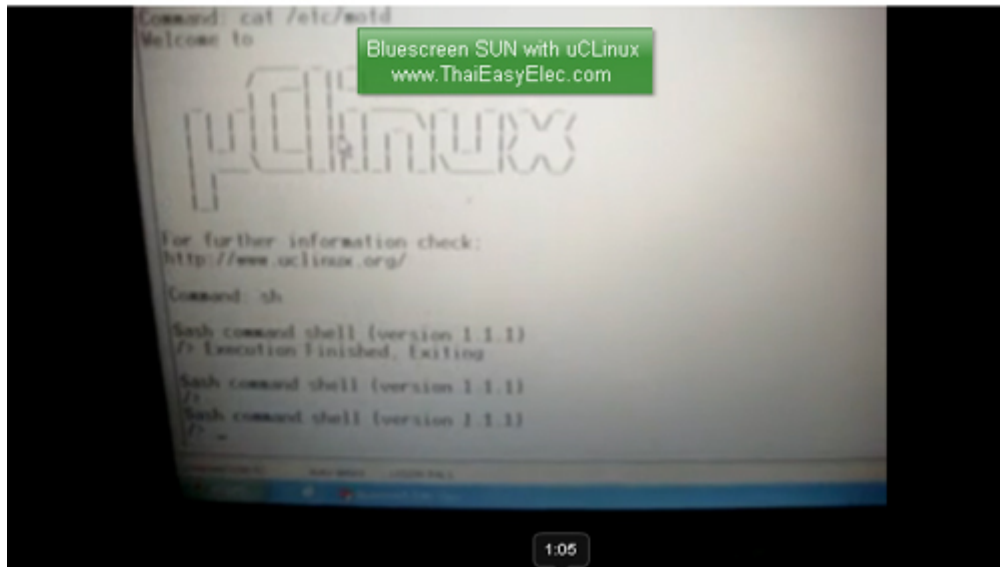 Command: cat /etc/motd
Welcome to
Bluescreen SUN with uCLinux
www.ThaiEasyElec.com
µClinux
For further information check:
http://www.uclinux.org/
Command: sh
Sash command shell (version 1.1.1)
/> Execution Finished, Exiting
Sash command shell (version 1.1.1)
/>
Sash command shell (version 1.1.1)
/> _
1:05